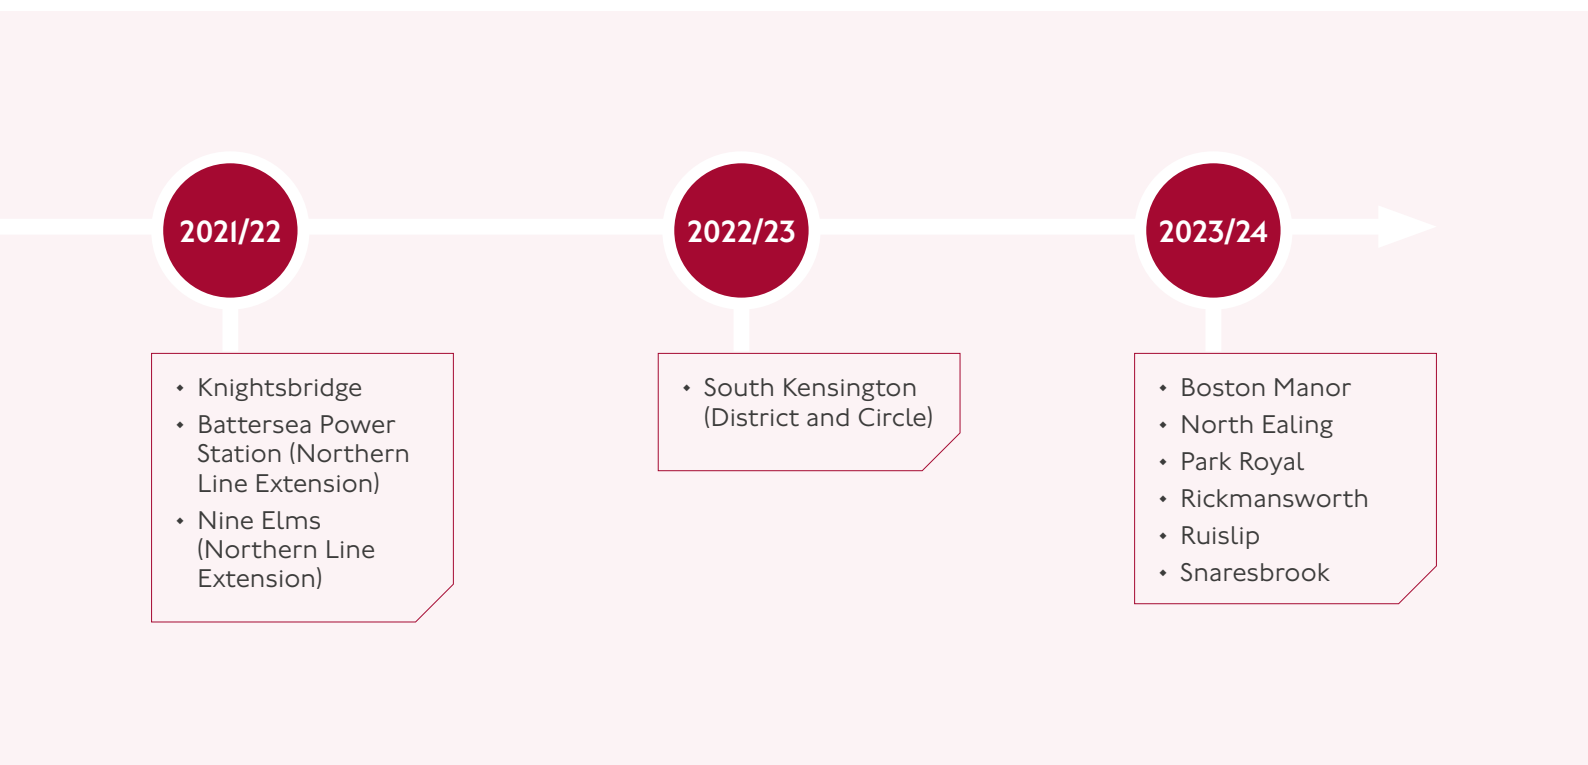 2021/22
• Knightsbridge
• Battersea Power
Station (Northern
Line Extension)
• Nine Elms
(Northern Line
Extension)
2022/23
• South Kensington
(District and Circle)
2023/24
• Boston Manor
• North Ealing
• Park Royal
• Rickmansworth
• Ruislip
• Snaresbrook